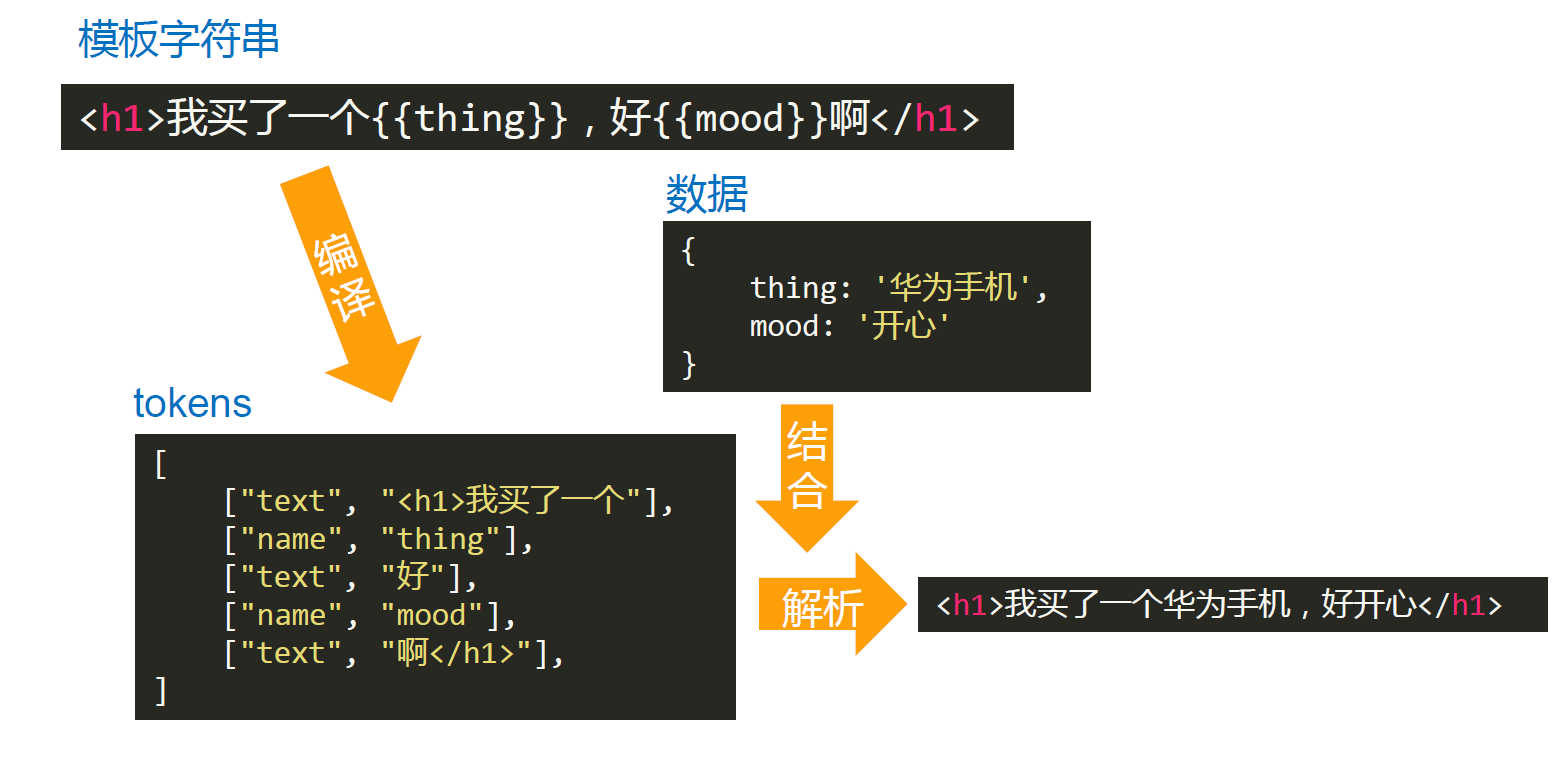 模板字符串
<h1>我买了一个{{thing}}，好{{mood}}啊</h1>
编译
数据
{
thing: '华为手机',
mood: '开心'
}
tokens
[
["text", "<h1>我买了一个"],
["name", "thing"],
["text", "好"],
["name", "mood"],
["text", "啊</h1>"],
]
结合
解析
<h1>我买了一个华为手机，好开心</h1>